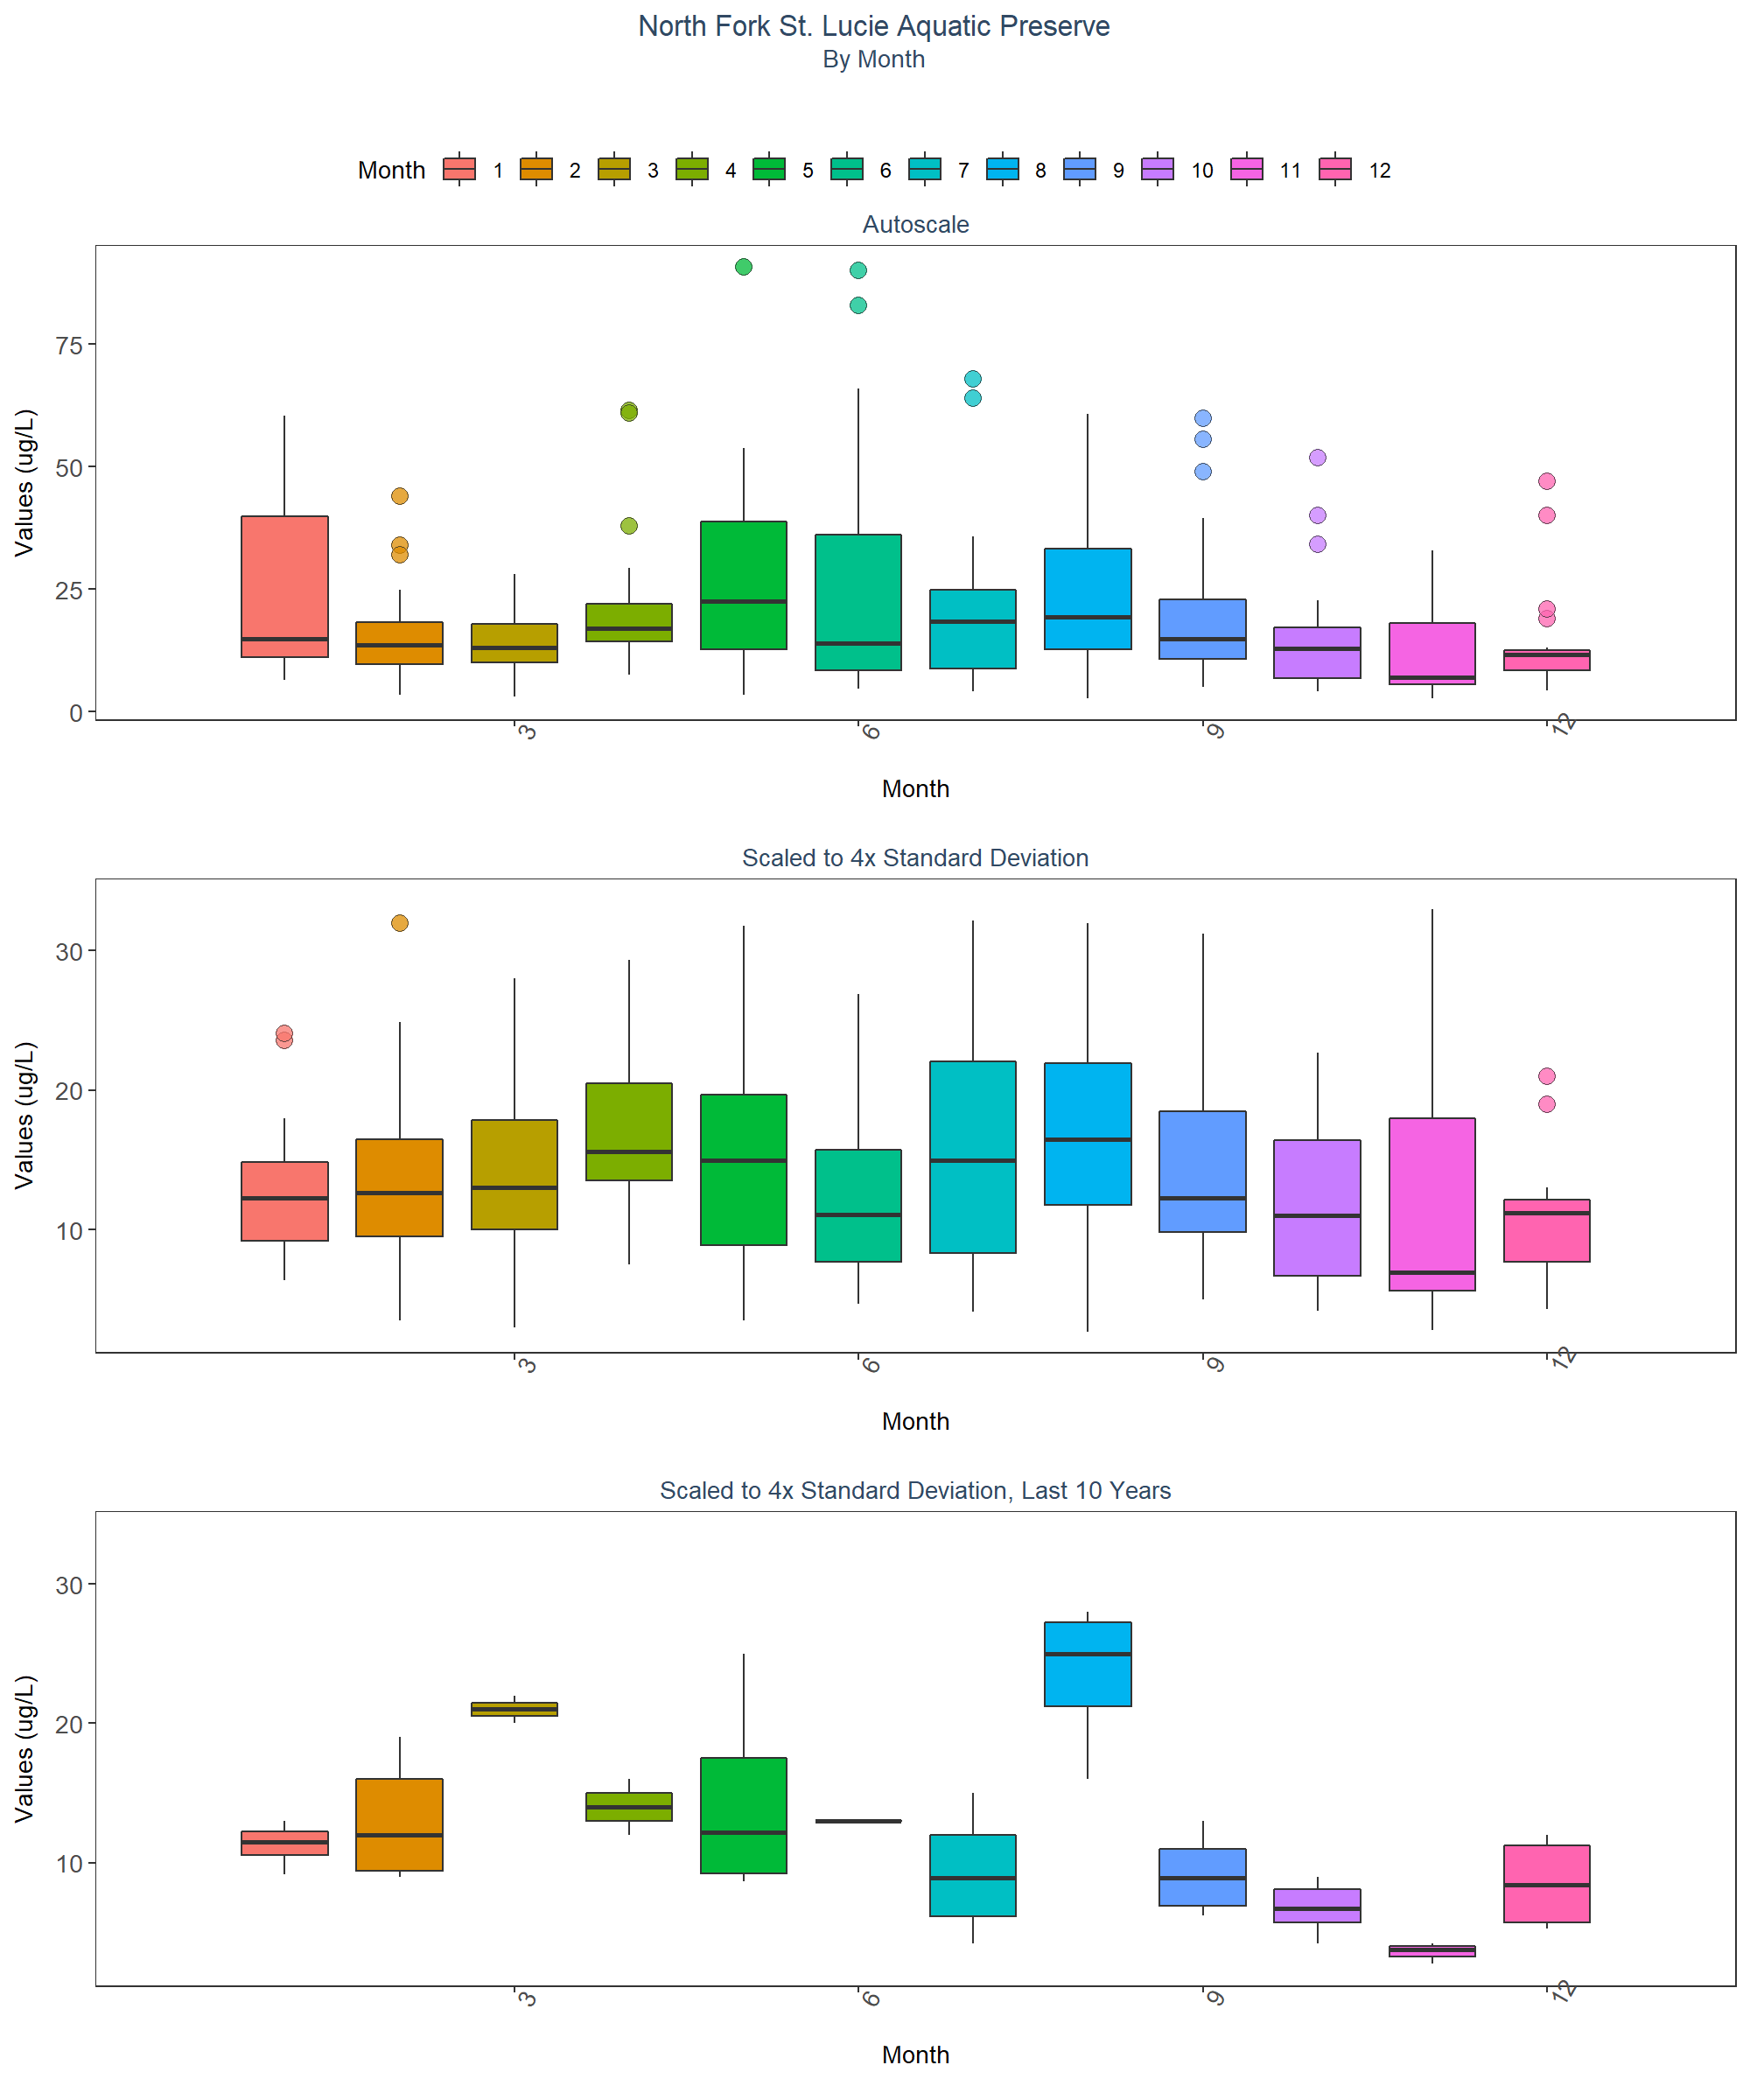 North Fork St. Lucie Aquatic Preserve
By Month
Month 1 2 3 4 5 6 7 8 9 10 11 12
Autoscale
Values (ug/L)
75
50
25
0
3 6 9 12
Month
Scaled to 4x Standard Deviation
Values (ug/L)
30
20
10
3 6 9 12
Month
Scaled to 4x Standard Deviation, Last 10 Years
Values (ug/L)
30
20
10
3 6 9 12
Month